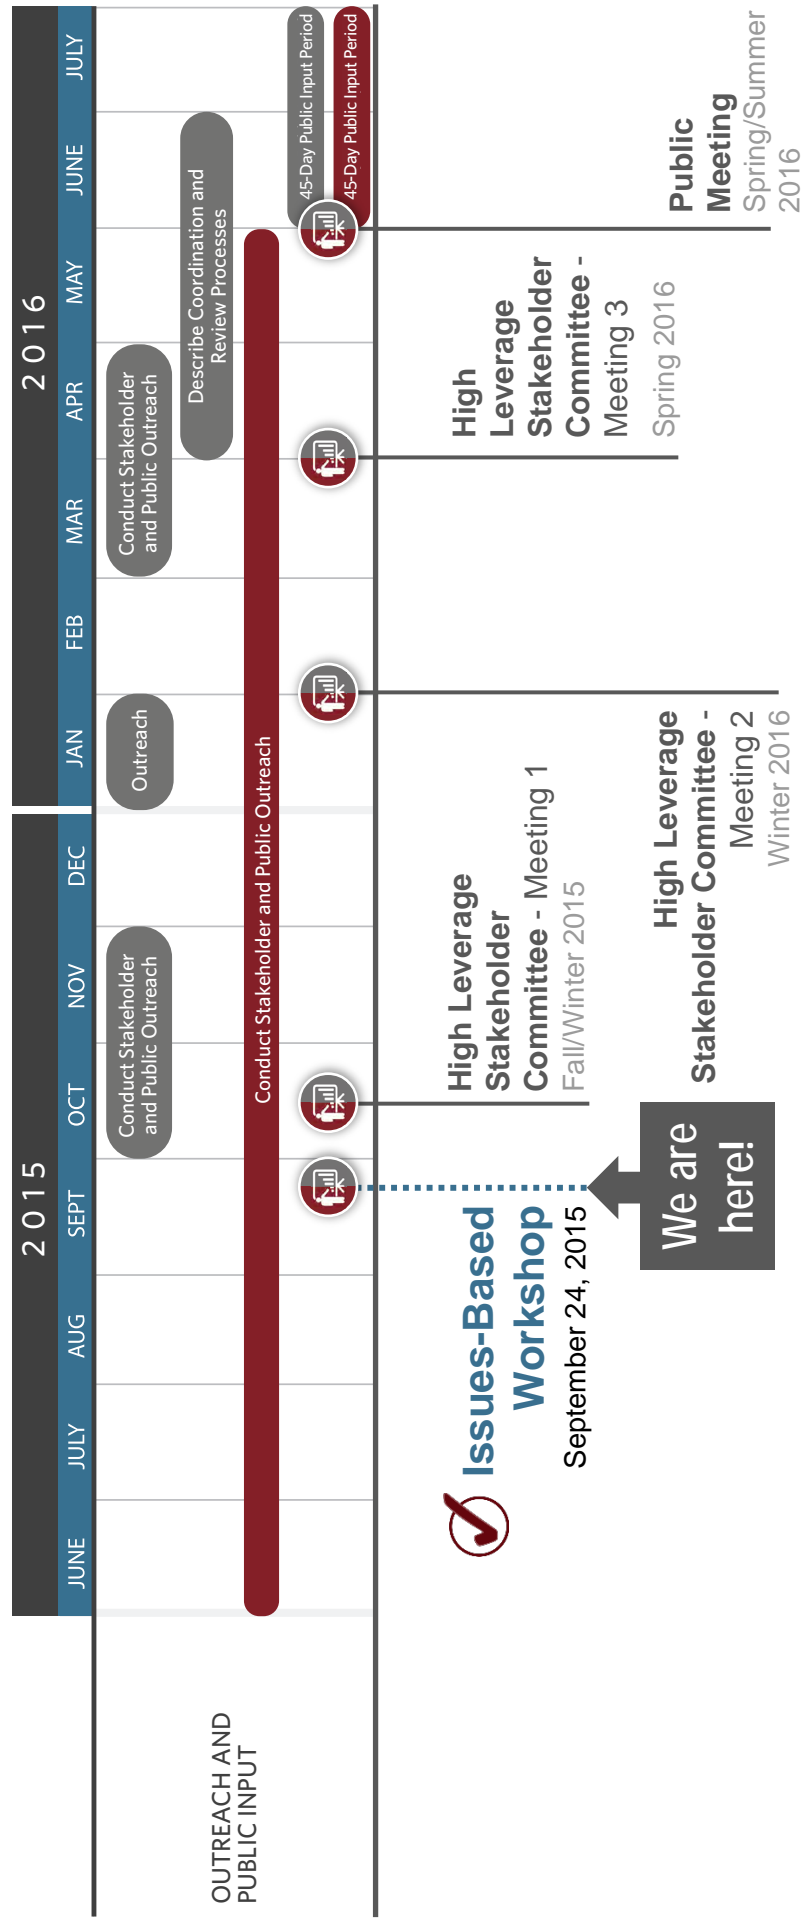 2015
2016
JUNE
JULY
AUG
SEPT
OCT
NOV
DEC
JAN
FEB
MAR
APR
MAY
JUNE
JULY
OUTREACH AND
PUBLIC INPUT
Conduct Stakeholder
and Public Outreach
Outreach
Conduct Stakeholder
and Public Outreach
Describe Coordination and
Review Processes
Conduct Stakeholder and Public Outreach
45-Day Public Input Period
45-Day Public Input Period
Issues-Based
Workshop
September 24, 2015
We are
here!
High Leverage
Stakeholder
Committee - Meeting 1
Fall/Winter 2015
High Leverage
Stakeholder Committee -
Meeting 2
Winter 2016
High
Leverage
Stakeholder
Committee -
Meeting 3
Spring 2016
Public
Meeting
Spring/Summer
2016